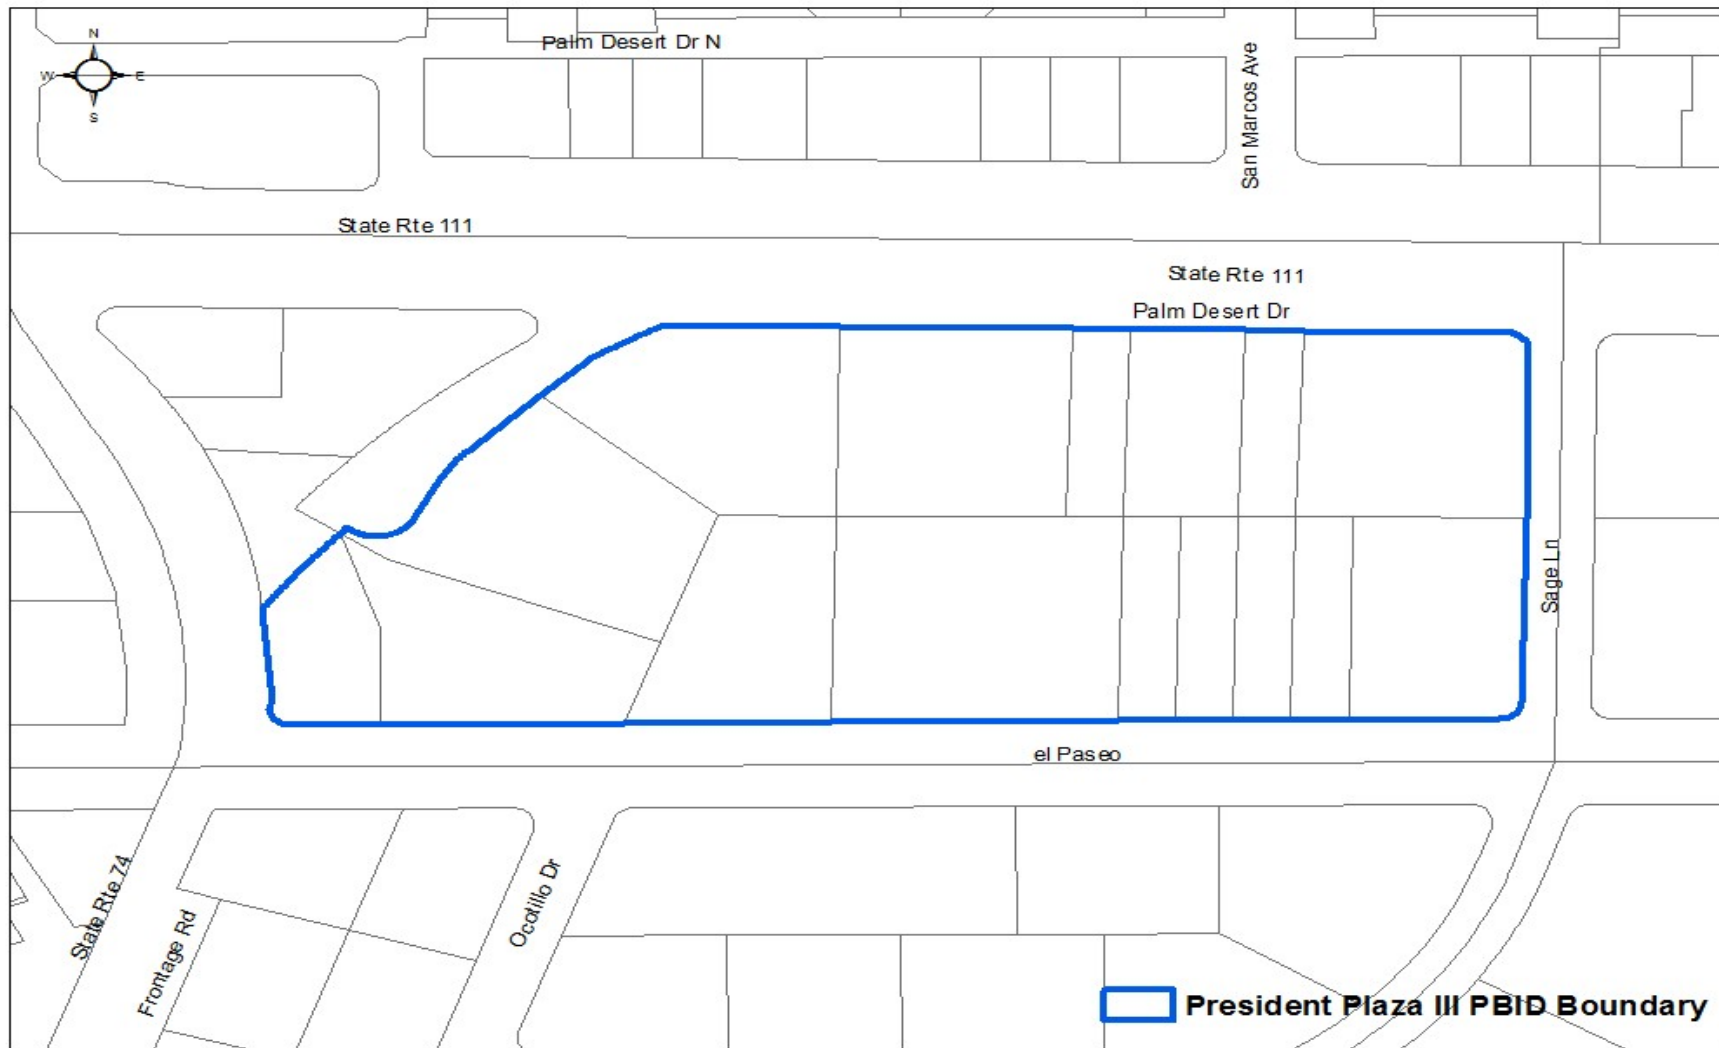 N
Palm Desert Dr N
W
E
S
San Marcos Ave
State Rte 111
State Rte 111
Palm Desert Dr
Sage Ln
el Paseo
State Rte 74
Frontage Rd
Ocotillo Dr
President Plaza III PBID Boundary